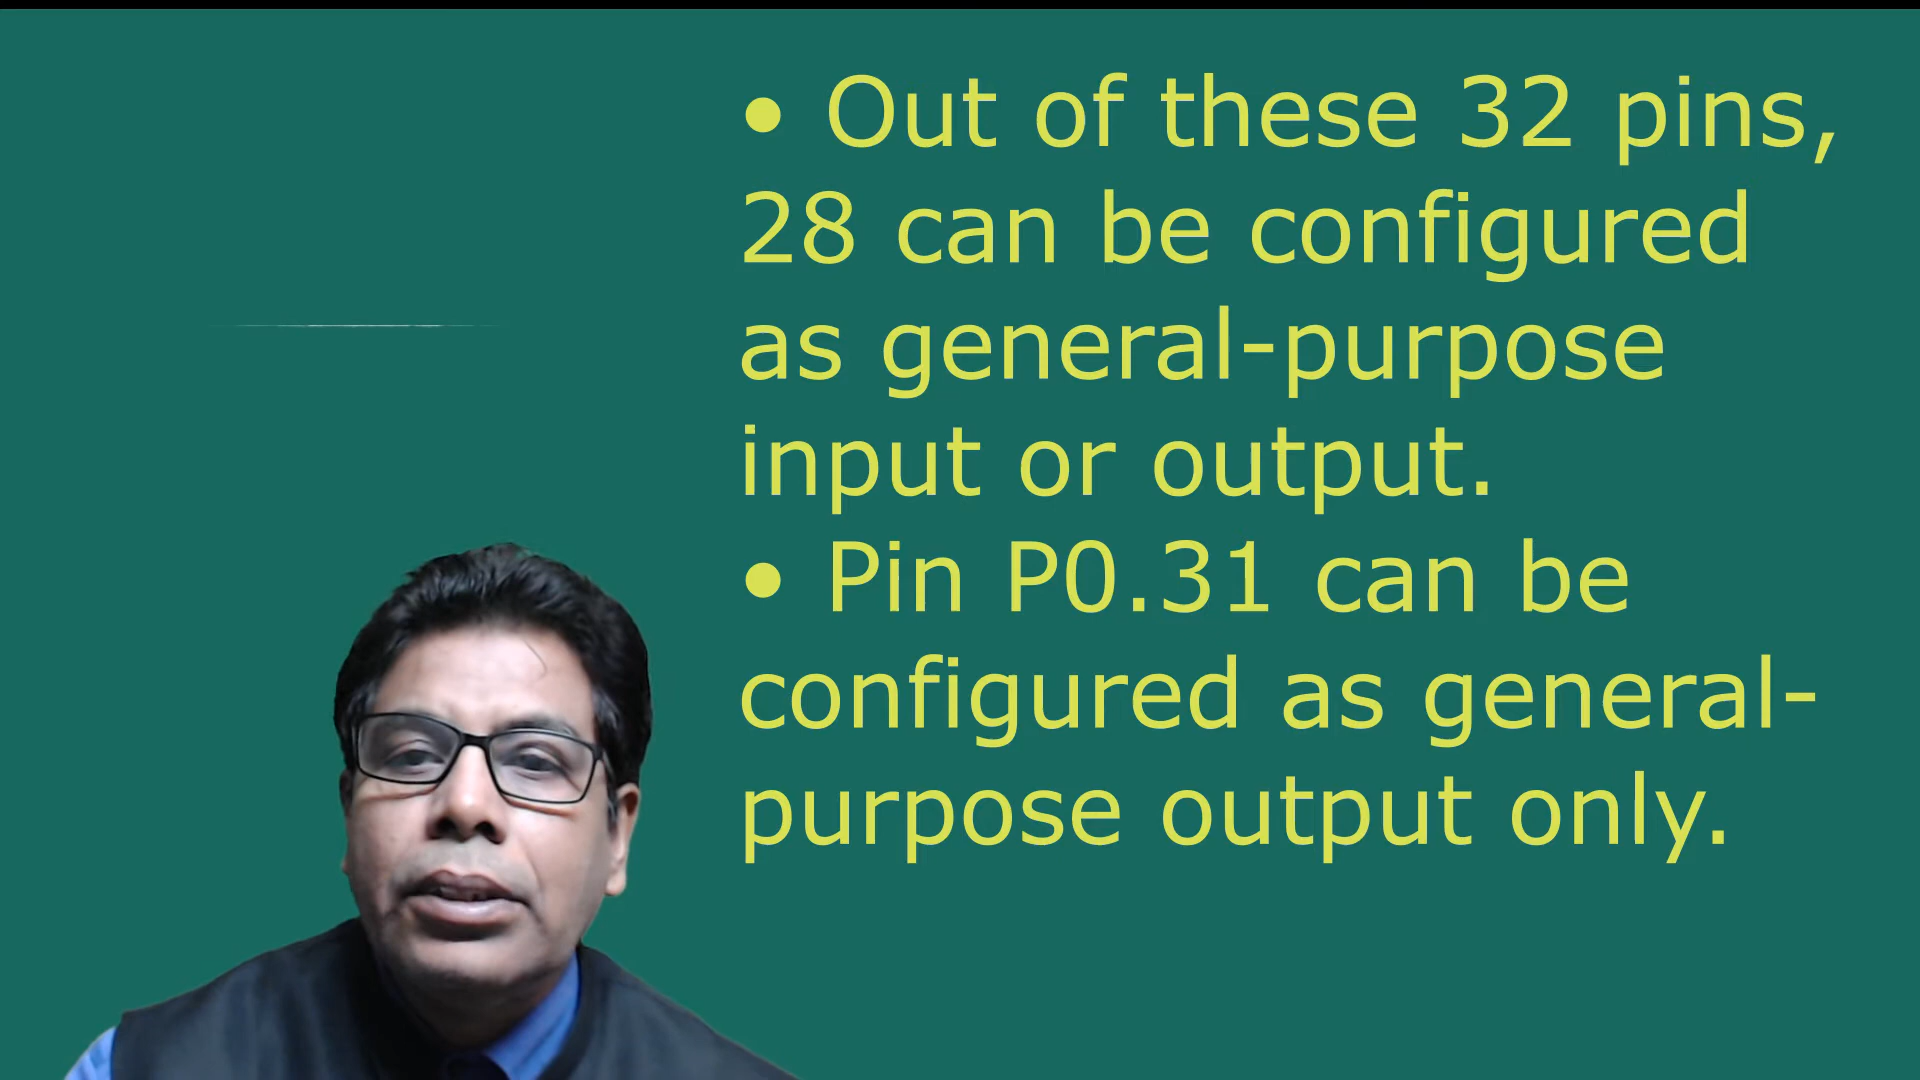 • Out of these 32 pins,
28 can be configured
as general-purpose
input or output.
• Pin P0.31 can be
configured as general-
purpose output only.